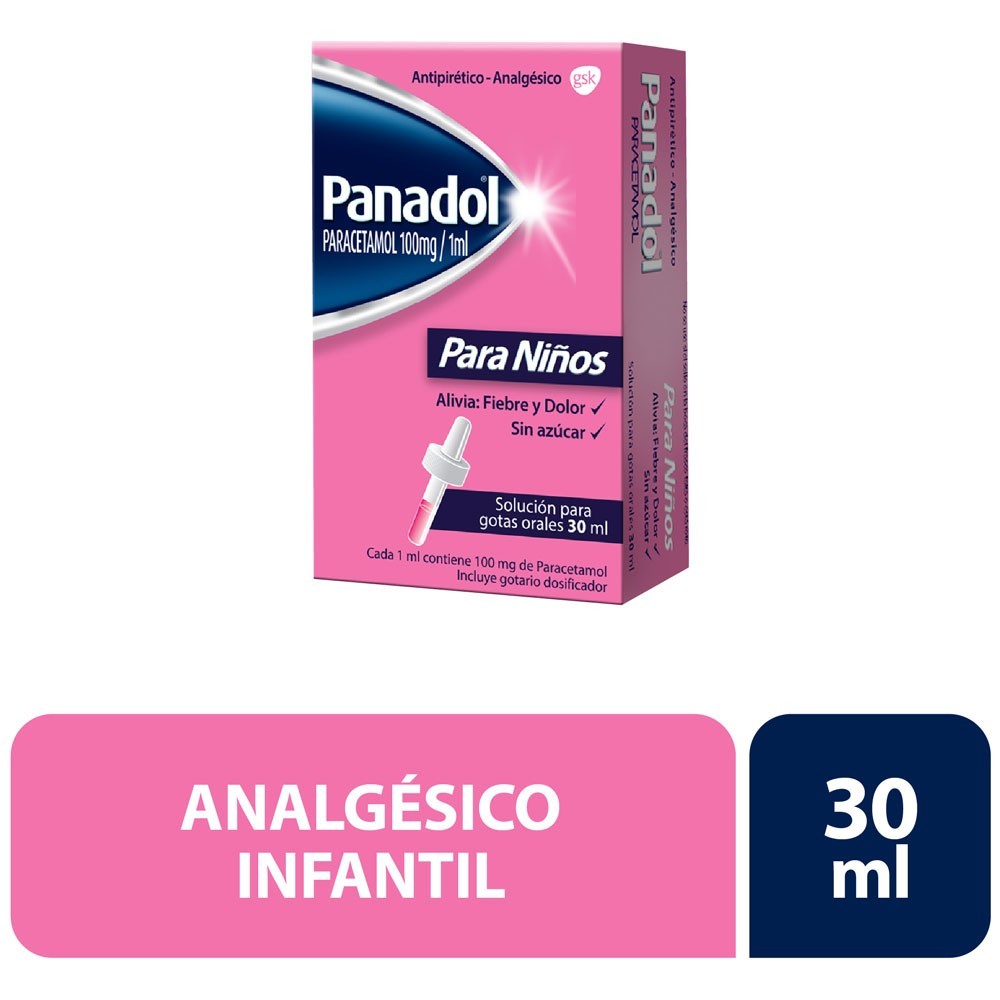 Antipirético - Analgésico gsk
Panadol®
PARACETAMOL 100mg / 1ml
Para Niños
Alivia: Fiebre y Dolor ✓
Sin azúcar ✓
Solución para
gotas orales 30 ml
Cada 1 ml contiene 100 mg de Paracetamol
Incluye gotario dosificador
Antipirético - Analgésico
Panadol
PARACETAMOL
Para Niños
Alivia: Fiebre y Dolor ✓
Sin azúcar ✓
Solución para gotas orales 30 ml
ANALGÉSICO
INFANTIL
30
ml